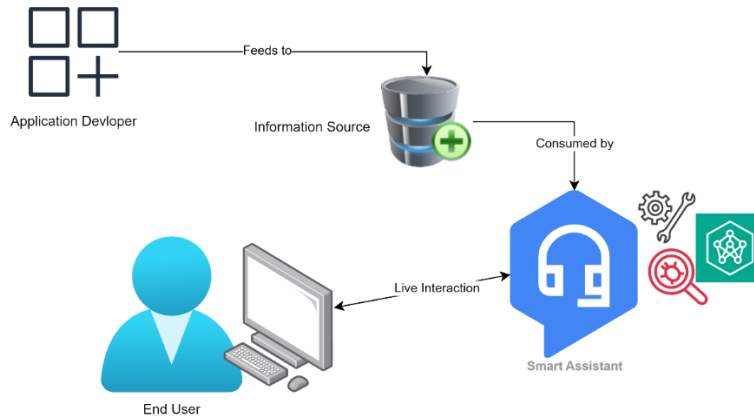 Feeds to
Application Devloper
Information Source
Consumed by
Live Interaction
Smart Assistant
End User